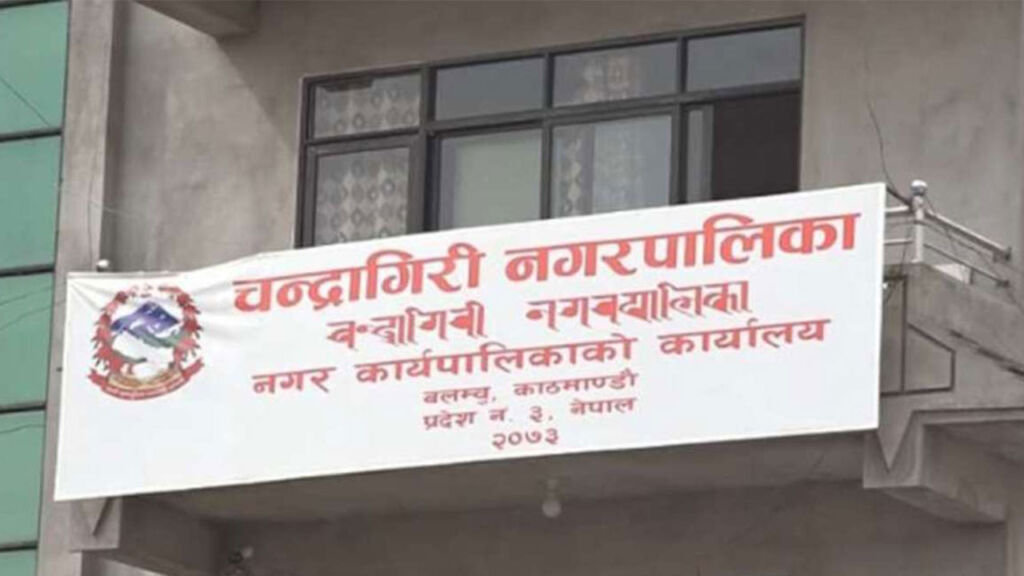 चन्द्रागिरी नगरपालिका
नगर कार्यपालिकाको कार्यालय
बलम्बु, काठमाण्डौ
प्रदेश न. ३, नेपाल
२०७३